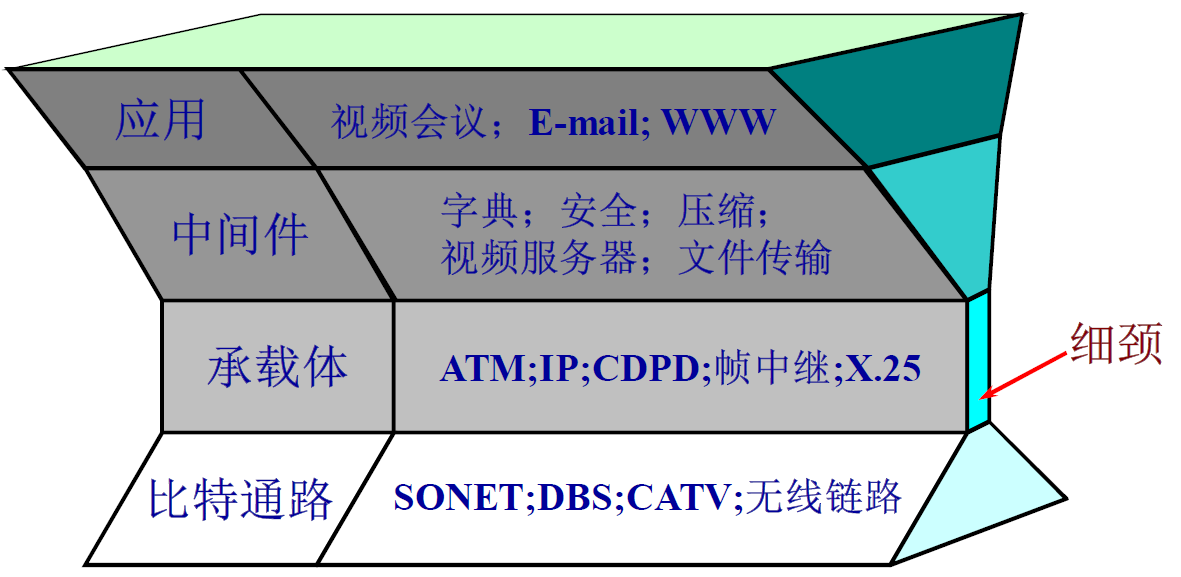 应用
视频会议；E-mail; WWW
中间件
字典；安全；压缩；
视频服务器；文件传输
承载体
ATM;IP;CDPD;帧中继;X.25
细颈
比特通路
SONET;DBS;CATV;无线链路